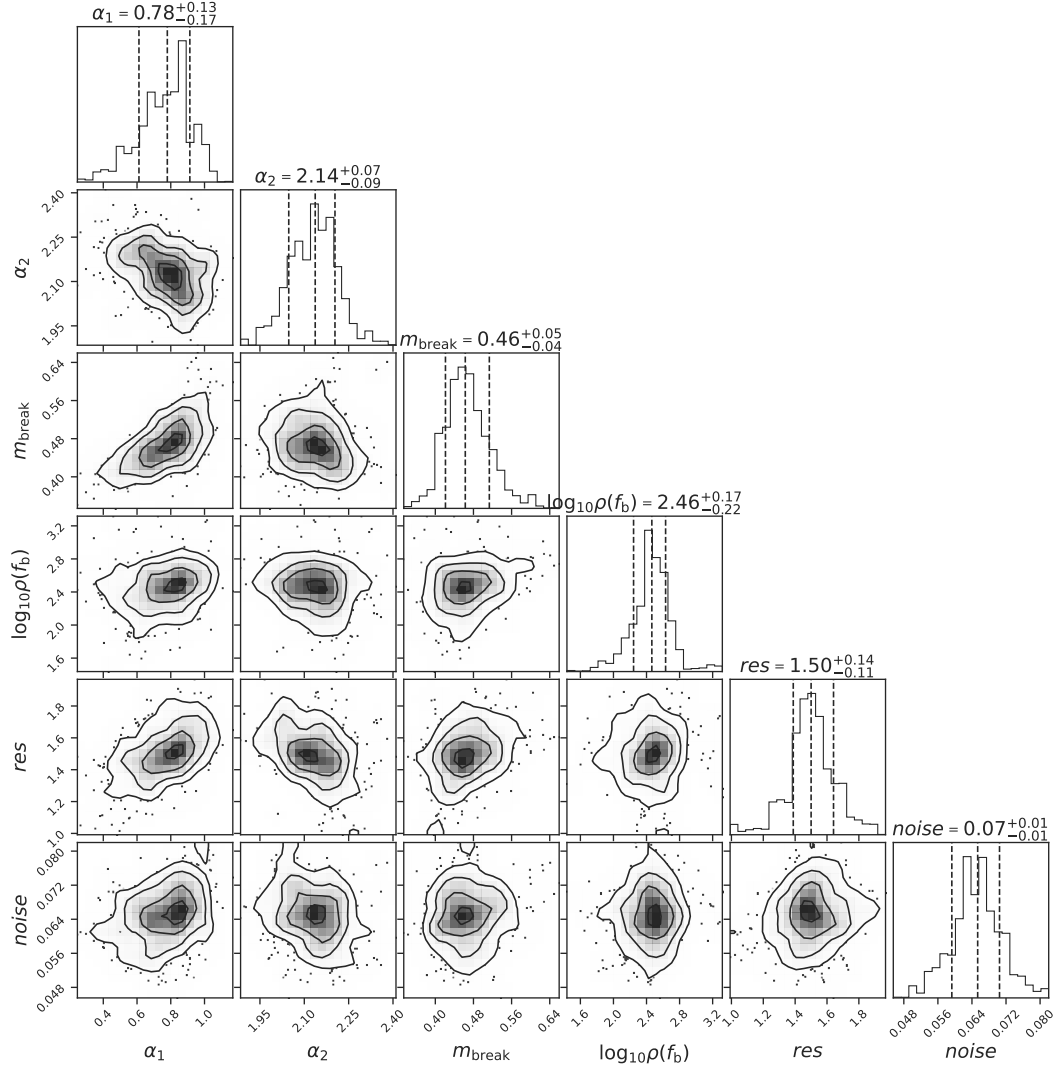 α₁ = 0.78+0.13 −0.17
α₂ = 2.14+0.07 −0.09
2.40
2.25
2.10
1.95
α₂
m_break = 0.46+0.05 −0.04
0.64
0.56
0.48
0.40
m_break
log₁₀ρ(f_b) = 2.46+0.17 −0.22
3.2
2.8
2.4
2.0
1.6
log₁₀ρ(f_b)
res = 1.50+0.14 −0.11
1.8
1.6
1.4
1.2
1.0
res
noise = 0.07+0.01 −0.01
0.080
0.072
0.064
0.056
0.048
noise
0.4 0.6 0.8 1.0 1.95 2.10 2.25 2.40 0.40 0.48 0.56 0.64 1.6 2.0 2.4 2.8 3.2 1.0 1.2 1.4 1.6 1.8 0.048 0.056 0.064 0.072 0.080
α₁ α₂ m_break log₁₀ρ(f_b) res noise